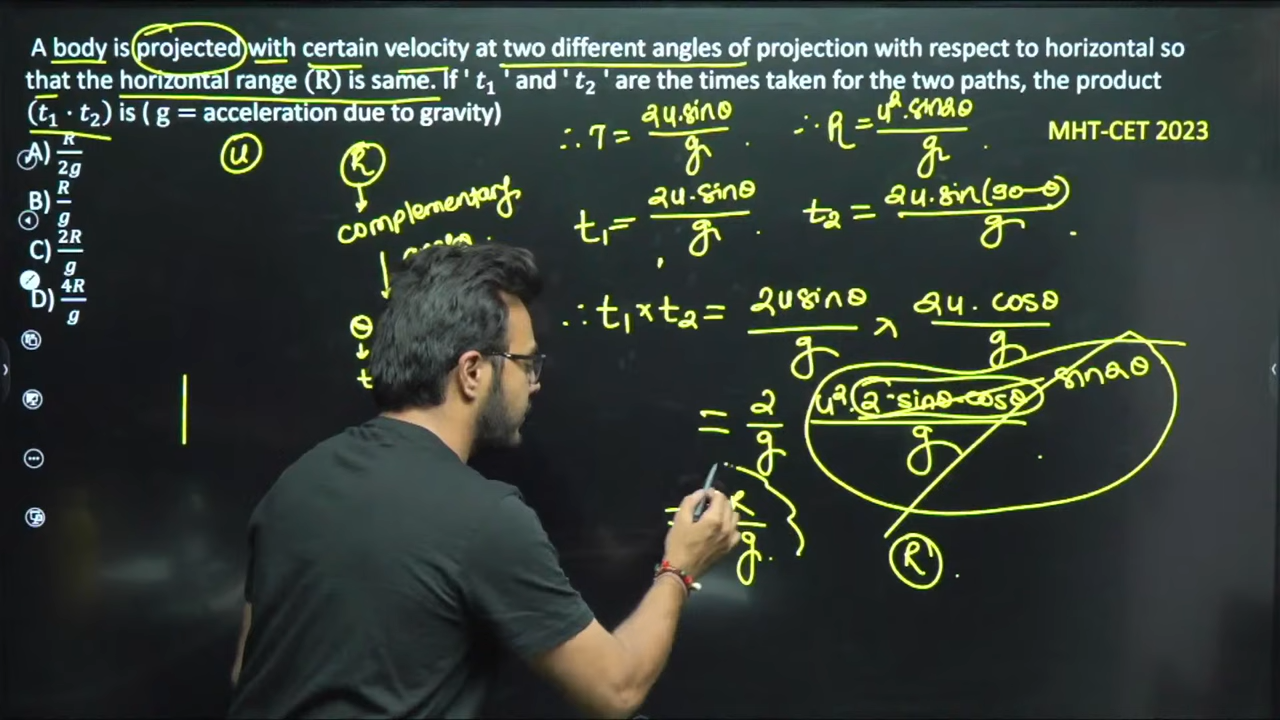 A body is projected with certain velocity at two different angles of projection with respect to horizontal so
that the horizontal range (R) is same. If ' t₁ ' and ' t₂ ' are the times taken for the two paths, the product
(t₁ · t₂) is ( g = acceleration due to gravity)
MHT-CET 2023
A) R/2g
B) R/g
C) 2R/g
D) 4R/g
u
R
complementary
θ
t
∴ T = 2u.sinθ/g .
∴ R = u².sin2θ/g .
t₁ = 2u.sinθ/g .
t₂ = 2u.sin(90-θ)/g .
∴ t₁ × t₂ = 2usinθ/g × 2u.cosθ/g
= 2/g u².(2.sinθ.cosθ)/g sin2θ
R